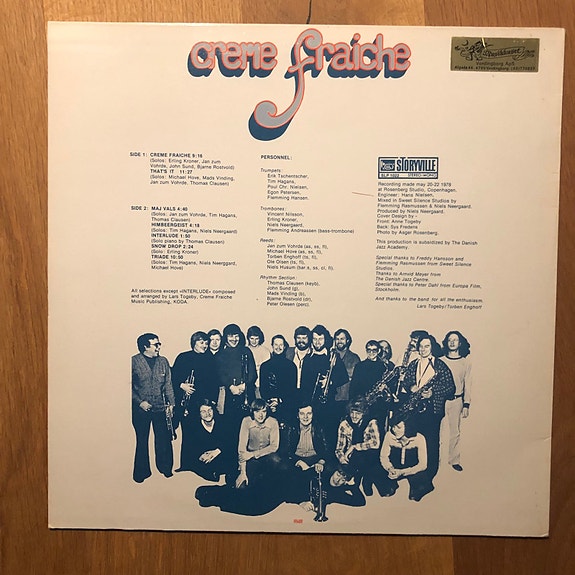 creme fraiche
Musikhuset
Vordingborg ApS
SIDE 1: CREME FRAICHE 9:16
(Solos: Erling Kroner, Jan zum
Vohrde, John Sund, Bjarne Rostvold)
THAT'S IT 11:27
(Solos: Michael Hove, Mads Vinding,
Jan zum Vohrde, Thomas Clausen)
SIDE 2: MAJ VALS 4:40
(Solos: Jan zum Vohrde, Tim Hagans,
Thomas Clausen)
HIMBEERGEIST 4:18
(Solos: Tim Hagans, Niels Neergaard)
INTERLUDE 1:50
(Solo piano by Thomas Clausen)
SNOW DROP 2:24
(Solo: Erling Kroner)
TRIADE 10:50
(Solos: Tim Hagans, Niels Neergaard,
Michael Hove)
All selections except »INTERLUDE« composed
and arranged by Lars Togeby, Creme Fraiche
Music Publishing, KODA.
PERSONNEL:
Trumpets:
Erik Tschentscher,
Tim Hagans,
Poul Chr. Nielsen,
Egon Petersen,
Flemming Hansen.
Trombones:
Vincent Nilsson,
Erling Kroner,
Niels Neergaard,
Flemming Andreassen (bass-trombone)
Reeds:
Jan zum Vohrde (as, ss, fl),
Michael Hove (as, ss, fl),
Torben Enghoff (ts, fl),
Ole Olsen (ts, fl),
Niels Husum (bar.s, ss, cl, fl).
Rhythm Section:
Thomas Clausen (keyb),
John Sund (g),
Mads Vinding (b),
Bjarne Rostvold (dr),
Peter Olesen (perc).
STORYVILLE
SLP 1022 STEREO-MONO
Recording made may 20-22 1978
at Rosenberg Studio, Copenhagen.
Engineer: Hans Nielsen,
Mixed in Sweet Silence Studios by
Flemming Rasmussen & Niels Neergaard.
Produced by Niels Neergaard.
Cover Design by -
Front: Anne Togeby
Back: Sys Fredens
Photo by Asger Rosenberg.
This production is subsidized by The Danish
Jazz Academy.
Special thanks to Freddy Hansson and
Flemming Rasmussen from Sweet Silence
Studios.
Thanks to Arnvid Meyer from
The Danish Jazz Centre.
Special thanks to Peter Dahl from Europa Film,
Stockholm.
And thanks to the band for all the enthusiasm.
Lars Togeby/Torben Enghoff